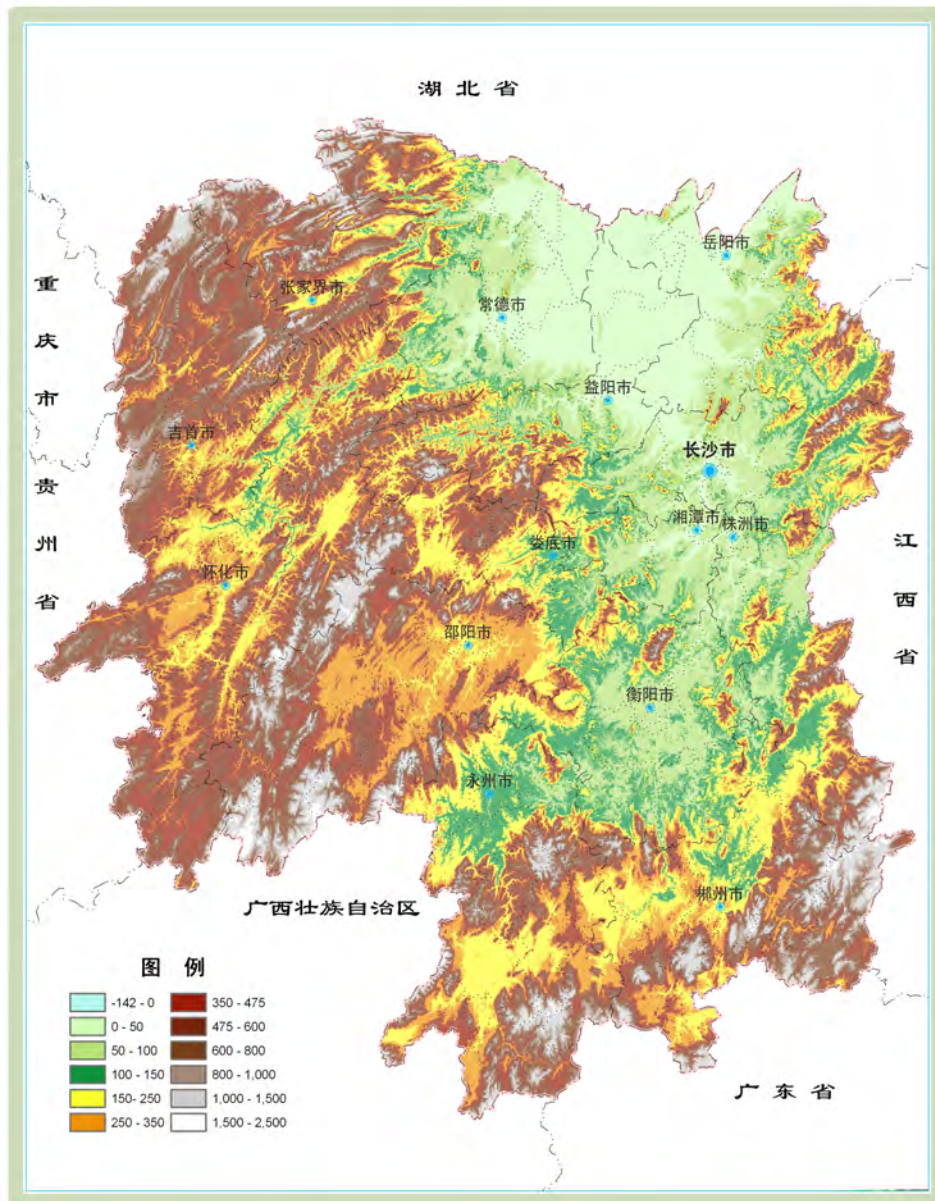 湖北省
岳阳市
重庆市
张家界市
常德市
益阳市
吉首市
长沙市
贵州省
湘潭市
株洲市
娄底市
江西省
怀化市
邵阳市
衡阳市
永州市
郴州市
广西壮族自治区
图 例
-142 - 0
350 - 475
0 - 50
475 - 600
50 - 100
600 - 800
100 - 150
800 - 1,000
150- 250
1,000 - 1,500
250 - 350
1,500 - 2,500
广东省